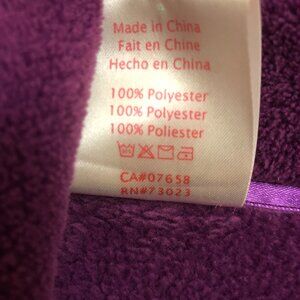 Made in China
Fait en Chine
Hecho en China
100% Polyester
100% Polyester
100% Poliester
CA#07658
RN#73023